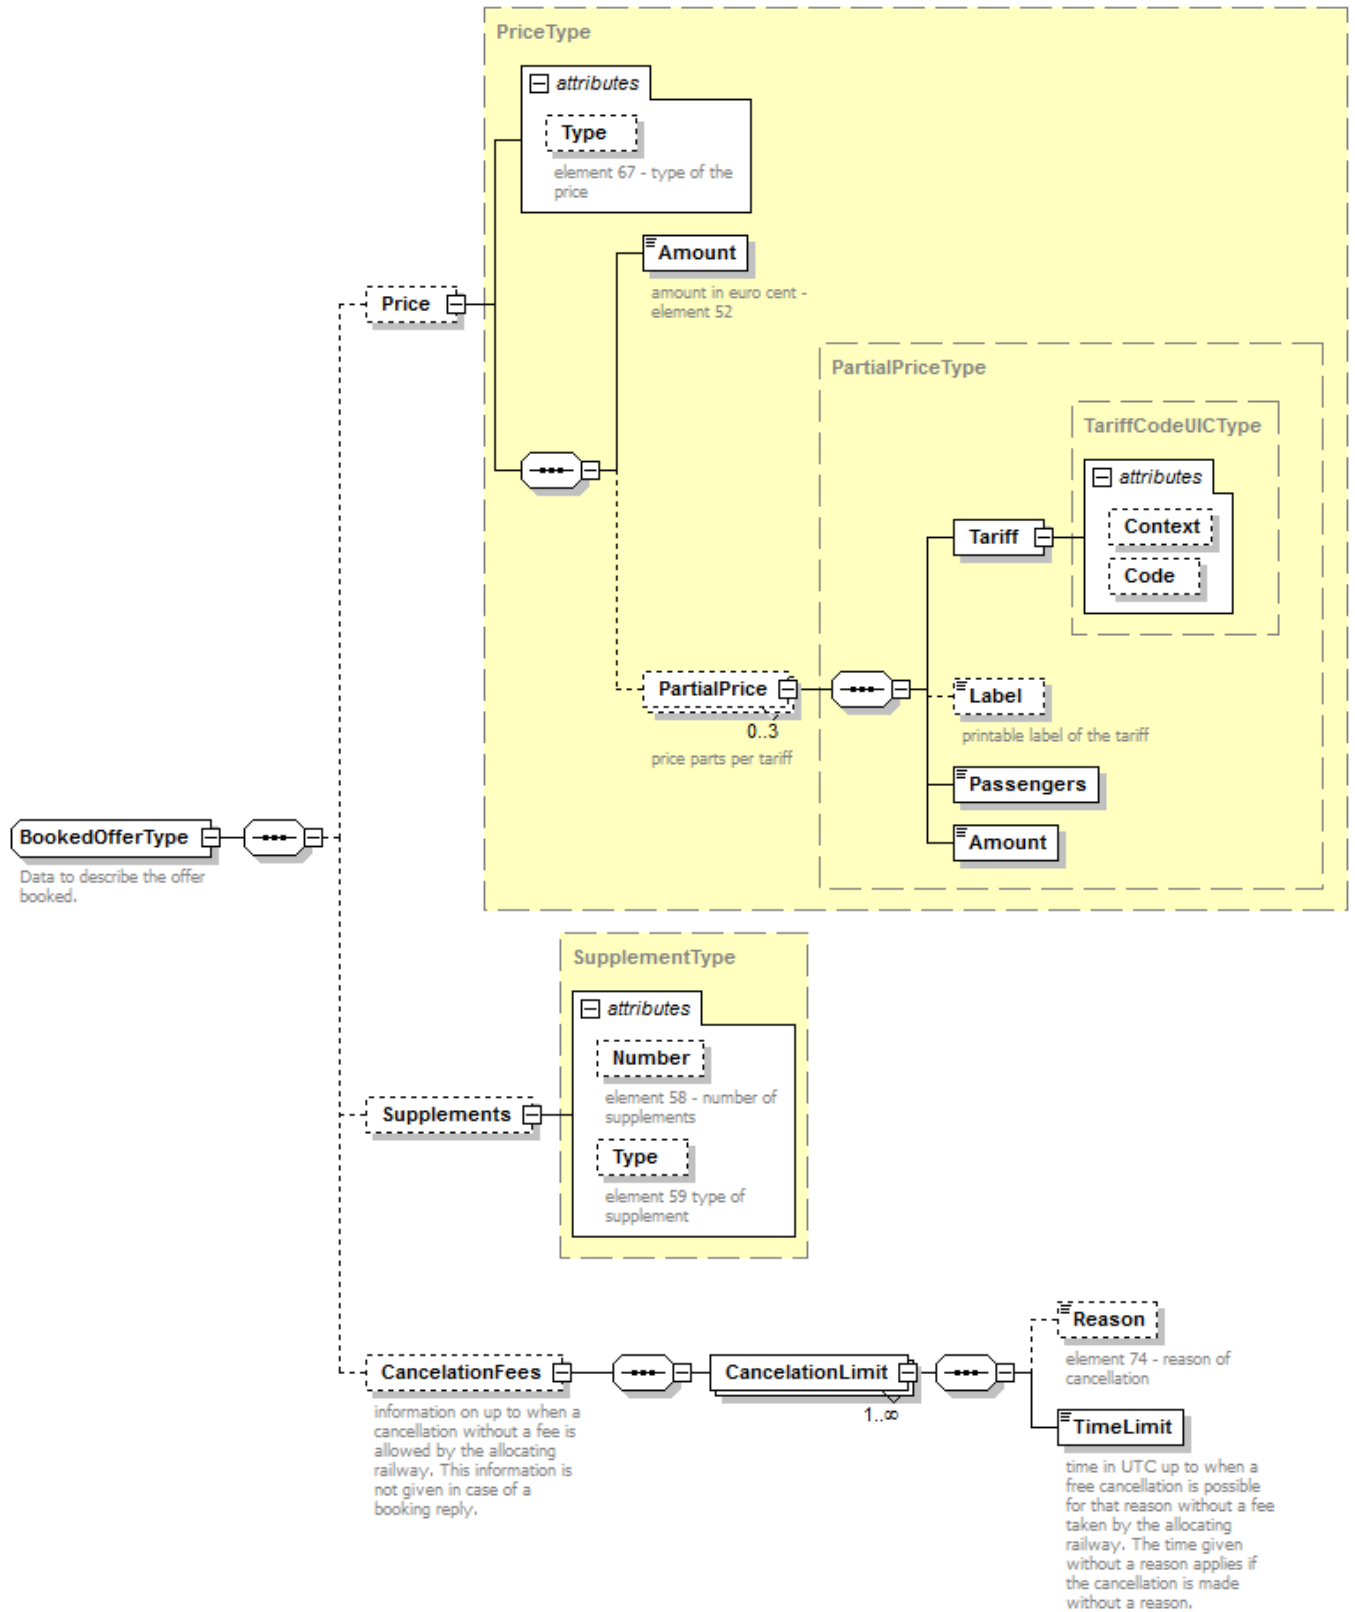 PriceType
attributes
Type
element 67 - type of the
price
Amount
amount in euro cent -
element 52
Price
PartialPriceType
TariffCodeUICType
attributes
Context
Code
Tariff
PartialPrice
0..3
price parts per tariff
Label
printable label of the tariff
Passengers
Amount
BookedOfferType
Data to describe the offer
booked.
SupplementType
attributes
Number
element 58 - number of
supplements
Type
element 59 type of
supplement
Supplements
CancelationFees
information on up to when a
cancellation without a fee is
allowed by the allocating
railway. This information is
not given in case of a
booking reply.
CancelationLimit
1..∞
Reason
element 74 - reason of
cancellation
TimeLimit
time in UTC up to when a
free cancellation is possible
for that reason without a fee
taken by the allocating
railway. The time given
without a reason applies if
the cancellation is made
without a reason.